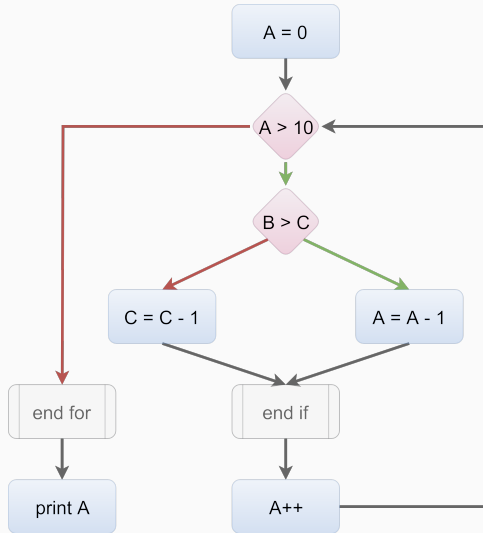 A = 0
A > 10
B > C
C = C - 1
A = A - 1
end for
end if
print A
A++